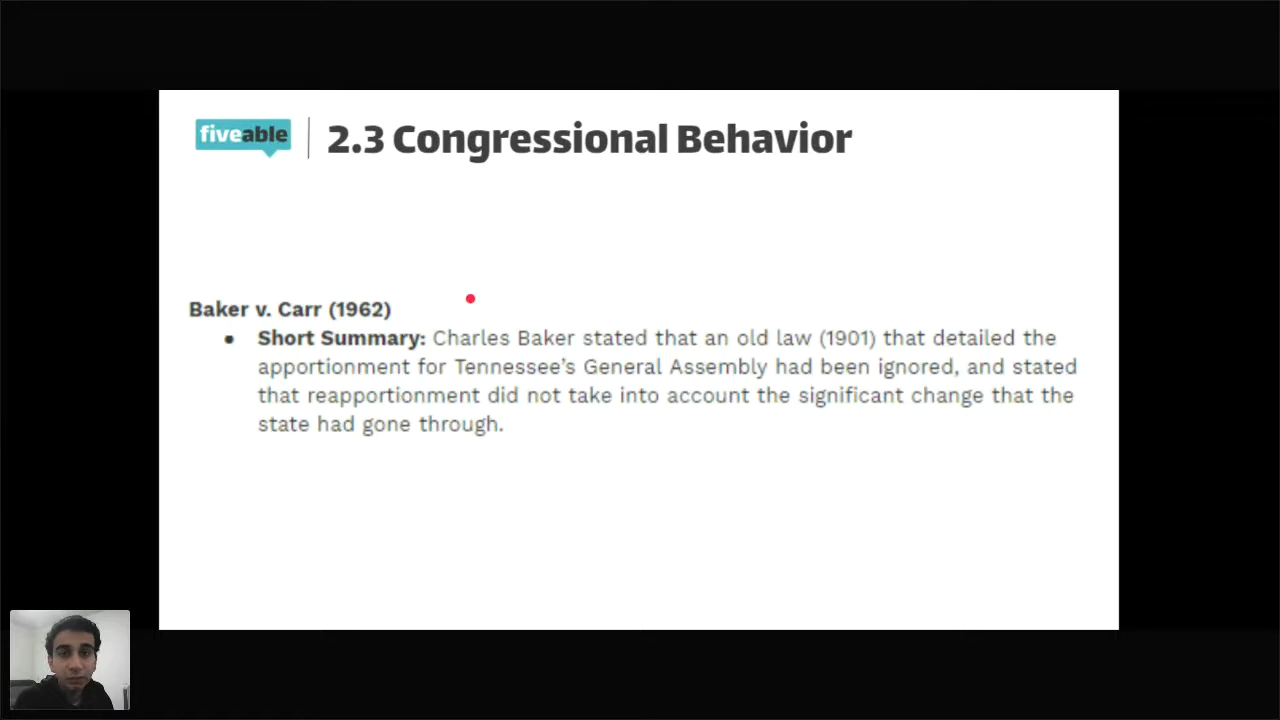 fiveable
2.3 Congressional Behavior
Baker v. Carr (1962)
● Short Summary: Charles Baker stated that an old law (1901) that detailed the
apportionment for Tennessee's General Assembly had been ignored, and stated
that reapportionment did not take into account the significant change that the
state had gone through.